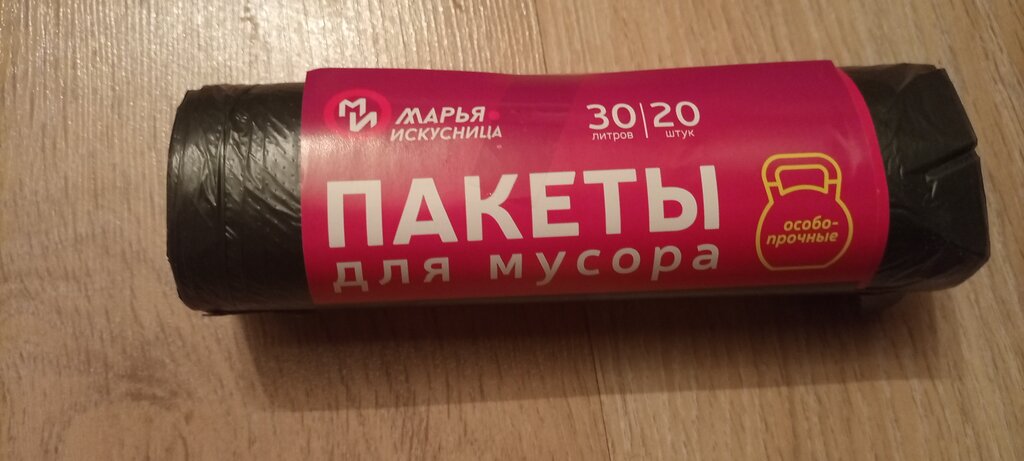 МИ
МАРЬЯ
ИСКУСНИЦА
30 | 20
литров штук
ПАКЕТЫ
для мусора
особо-
прочные